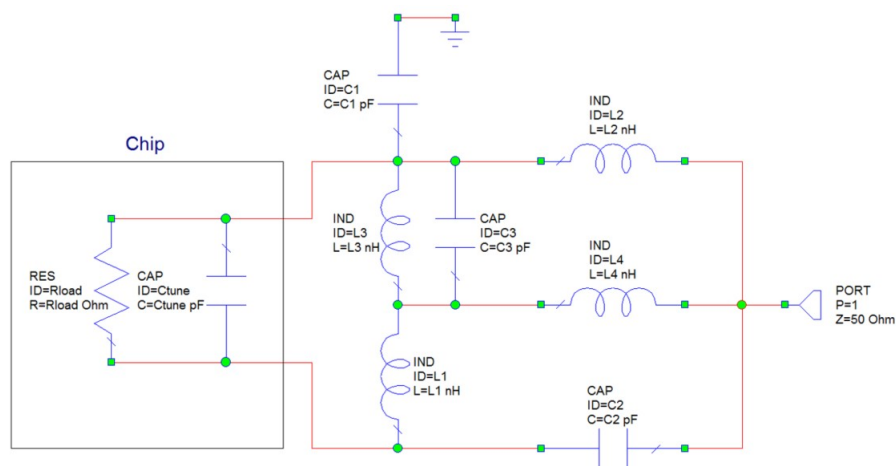 CAP
ID=C1
C=C1 pF
IND
ID=L2
L=L2 nH
Chip
IND
ID=L3
L=L3 nH
CAP
ID=C3
C=C3 pF
IND
ID=L4
L=L4 nH
RES
ID=Rload
R=Rload Ohm
CAP
ID=Ctune
C=Ctune pF
PORT
P=1
Z=50 Ohm
IND
ID=L1
L=L1 nH
CAP
ID=C2
C=C2 pF